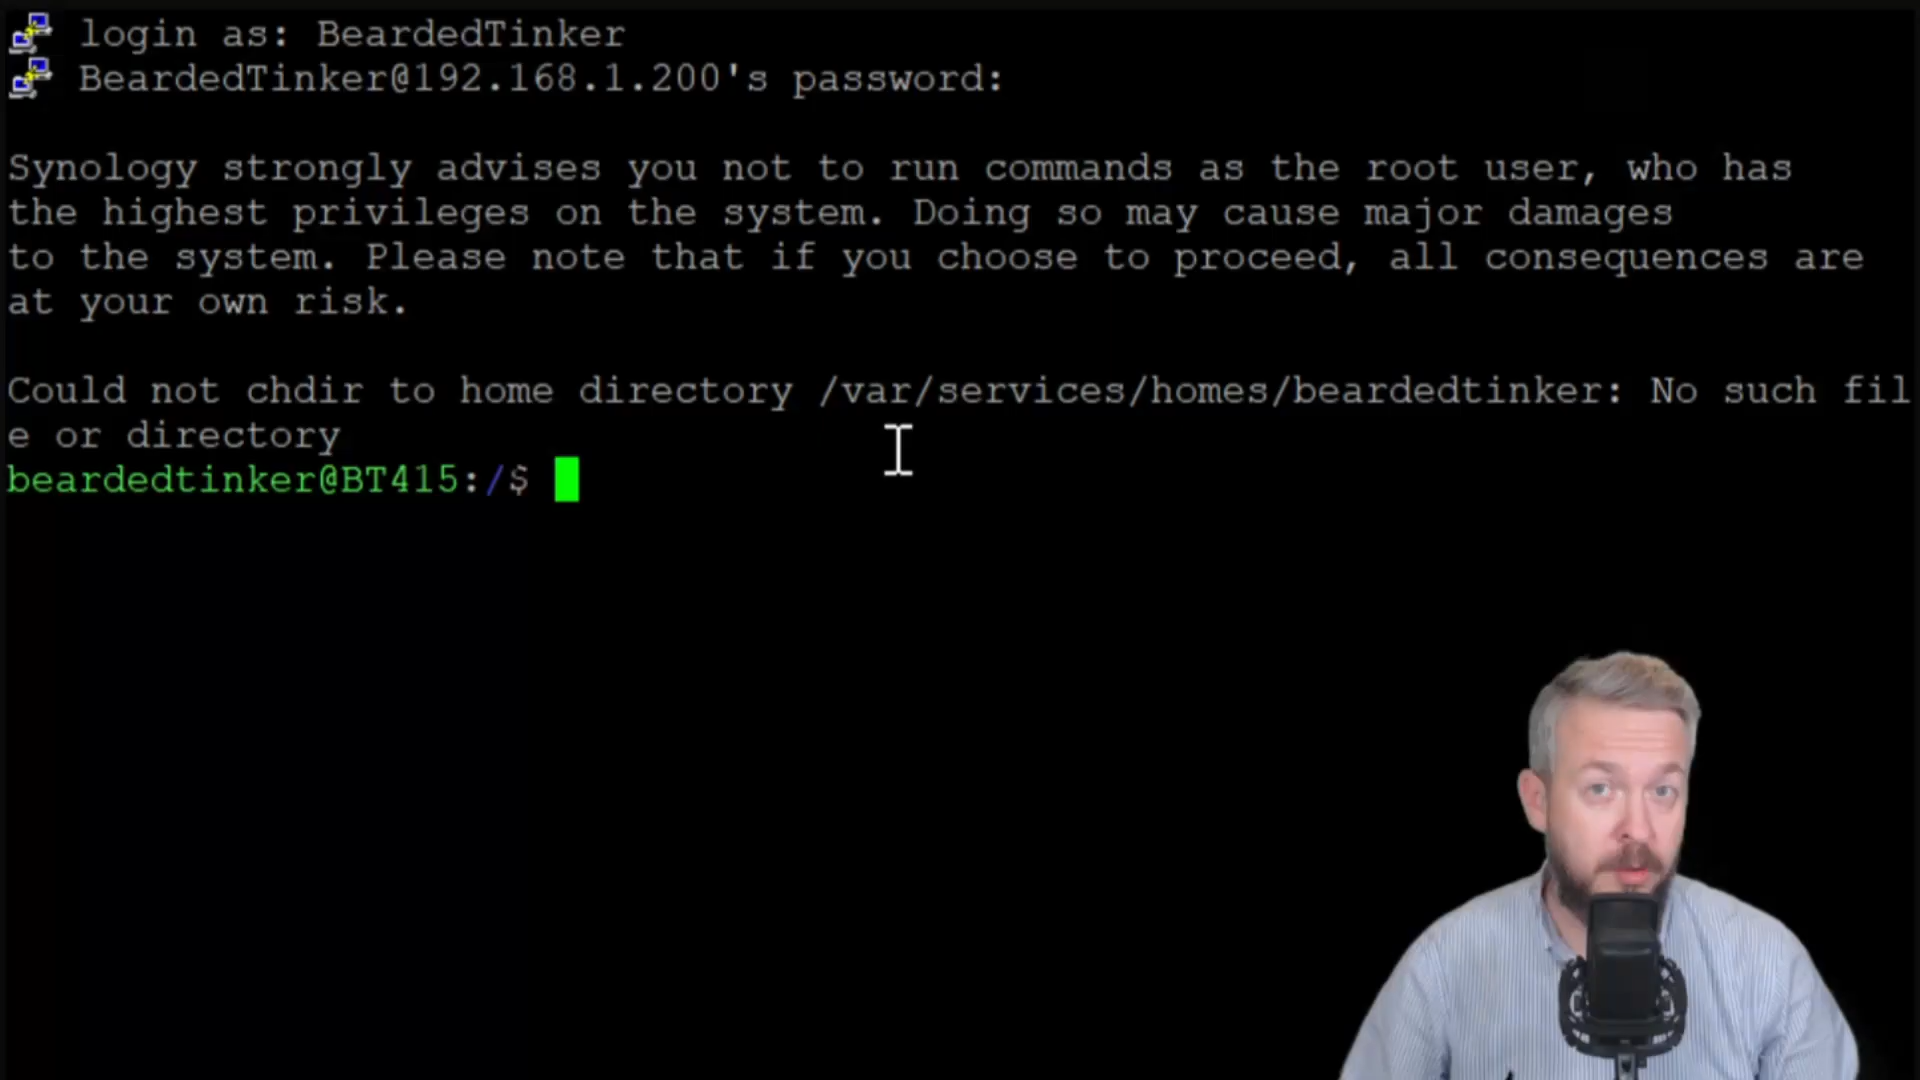 login as: BeardedTinker
BeardedTinker@192.168.1.200's password:
Synology strongly advises you not to run commands as the root user, who has
the highest privileges on the system. Doing so may cause major damages
to the system. Please note that if you choose to proceed, all consequences are
at your own risk.
Could not chdir to home directory /var/services/homes/beardedtinker: No such fil
e or directory
beardedtinker@BT415:/$